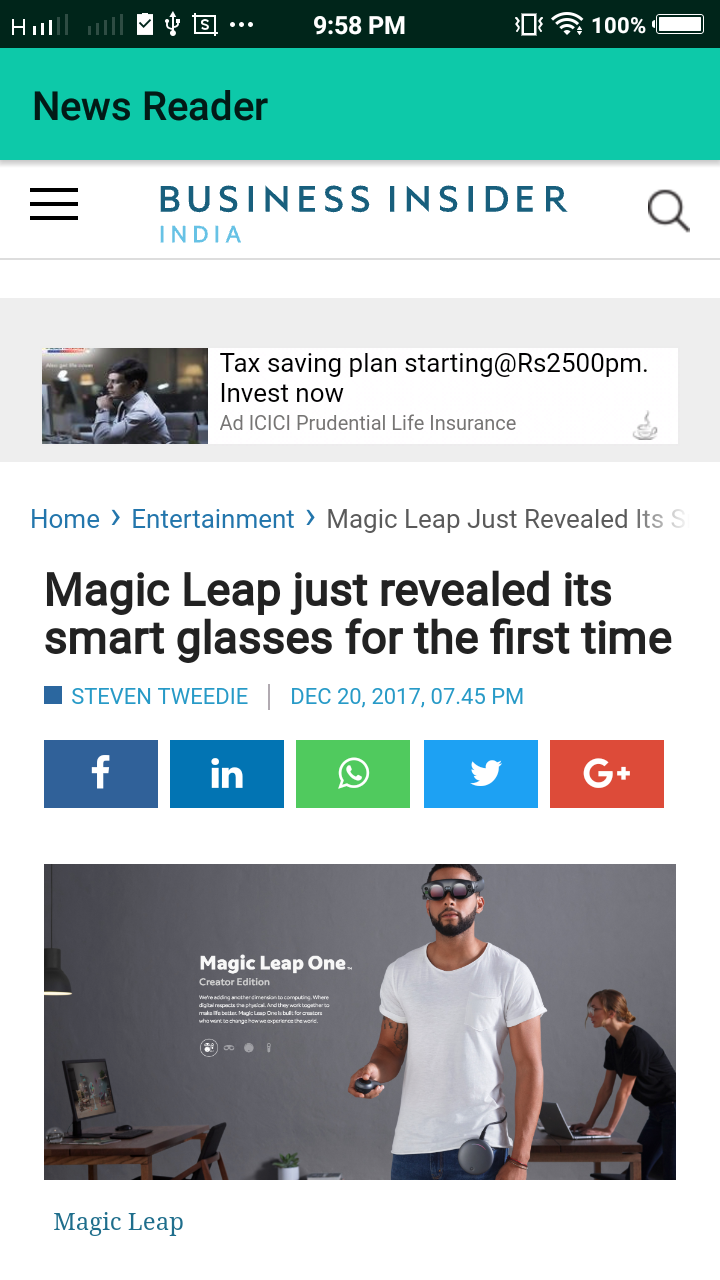 H
S
9:58 PM
100%
News Reader
BUSINESS INSIDER
INDIA
Tax saving plan starting@Rs2500pm.
Invest now
Ad ICICI Prudential Life Insurance
Home › Entertainment › Magic Leap Just Revealed Its S
Magic Leap just revealed its
smart glasses for the first time
STEVEN TWEEDIE | DEC 20, 2017, 07.45 PM
f in G+
Magic Leap One™
Creator Edition
We're adding another dimension to computing. Where
digital respects the physical. And they work together to
make life better. Magic Leap One is built for creators
who want to change how we experience the world.
Magic Leap